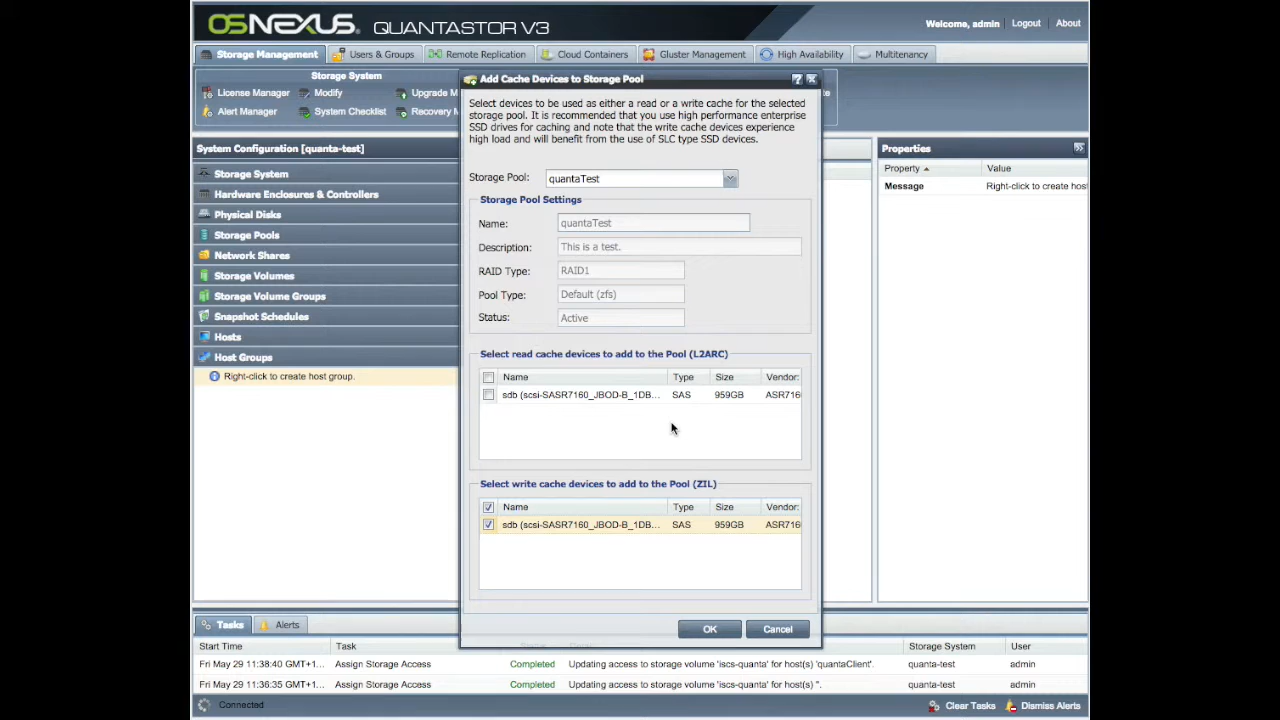 OSNEXUS. QUANTASTOR V3
Welcome, admin Logout About
Storage Management Users & Groups Remote Replication Cloud Containers Gluster Management High Availability Multitenancy
Storage System
License Manager Modify Upgrade M
Alert Manager System Checklist Recovery M
Add Cache Devices to Storage Pool
Select devices to be used as either a read or a write cache for the selected
storage pool. It is recommended that you use high performance enterprise
SSD drives for caching and note that the write cache devices experience
high load and will benefit from the use of SLC type SSD devices.
Storage Pool: quantaTest
Storage Pool Settings
Name: quantaTest
Description: This is a test.
RAID Type: RAID1
Pool Type: Default (zfs)
Status: Active
Select read cache devices to add to the Pool (L2ARC)
Name Type Size Vendor:
sdb (scsi-SASR7160_JBOD-B_1DB... SAS 959GB ASR716
Select write cache devices to add to the Pool (ZIL)
Name Type Size Vendor:
sdb (scsi-SASR7160_JBOD-B_1DB... SAS 959GB ASR716
OK Cancel
System Configuration [quanta-test]
Storage System
Hardware Enclosures & Controllers
Physical Disks
Storage Pools
Network Shares
Storage Volumes
Storage Volume Groups
Snapshot Schedules
Hosts
Host Groups
Right-click to create host group.
Properties
Property Value
Message Right-click to create host
Tasks Alerts
Start Time Task Storage System User
Fri May 29 11:38:40 GMT+1... Assign Storage Access Completed Updating access to storage volume 'iscs-quanta' for host(s) 'quantaClient'. quanta-test admin
Fri May 29 11:36:35 GMT+1... Assign Storage Access Completed Updating access to storage volume 'iscs-quanta' for host(s) ''. quanta-test admin
Connected Clear Tasks Dismiss Alerts